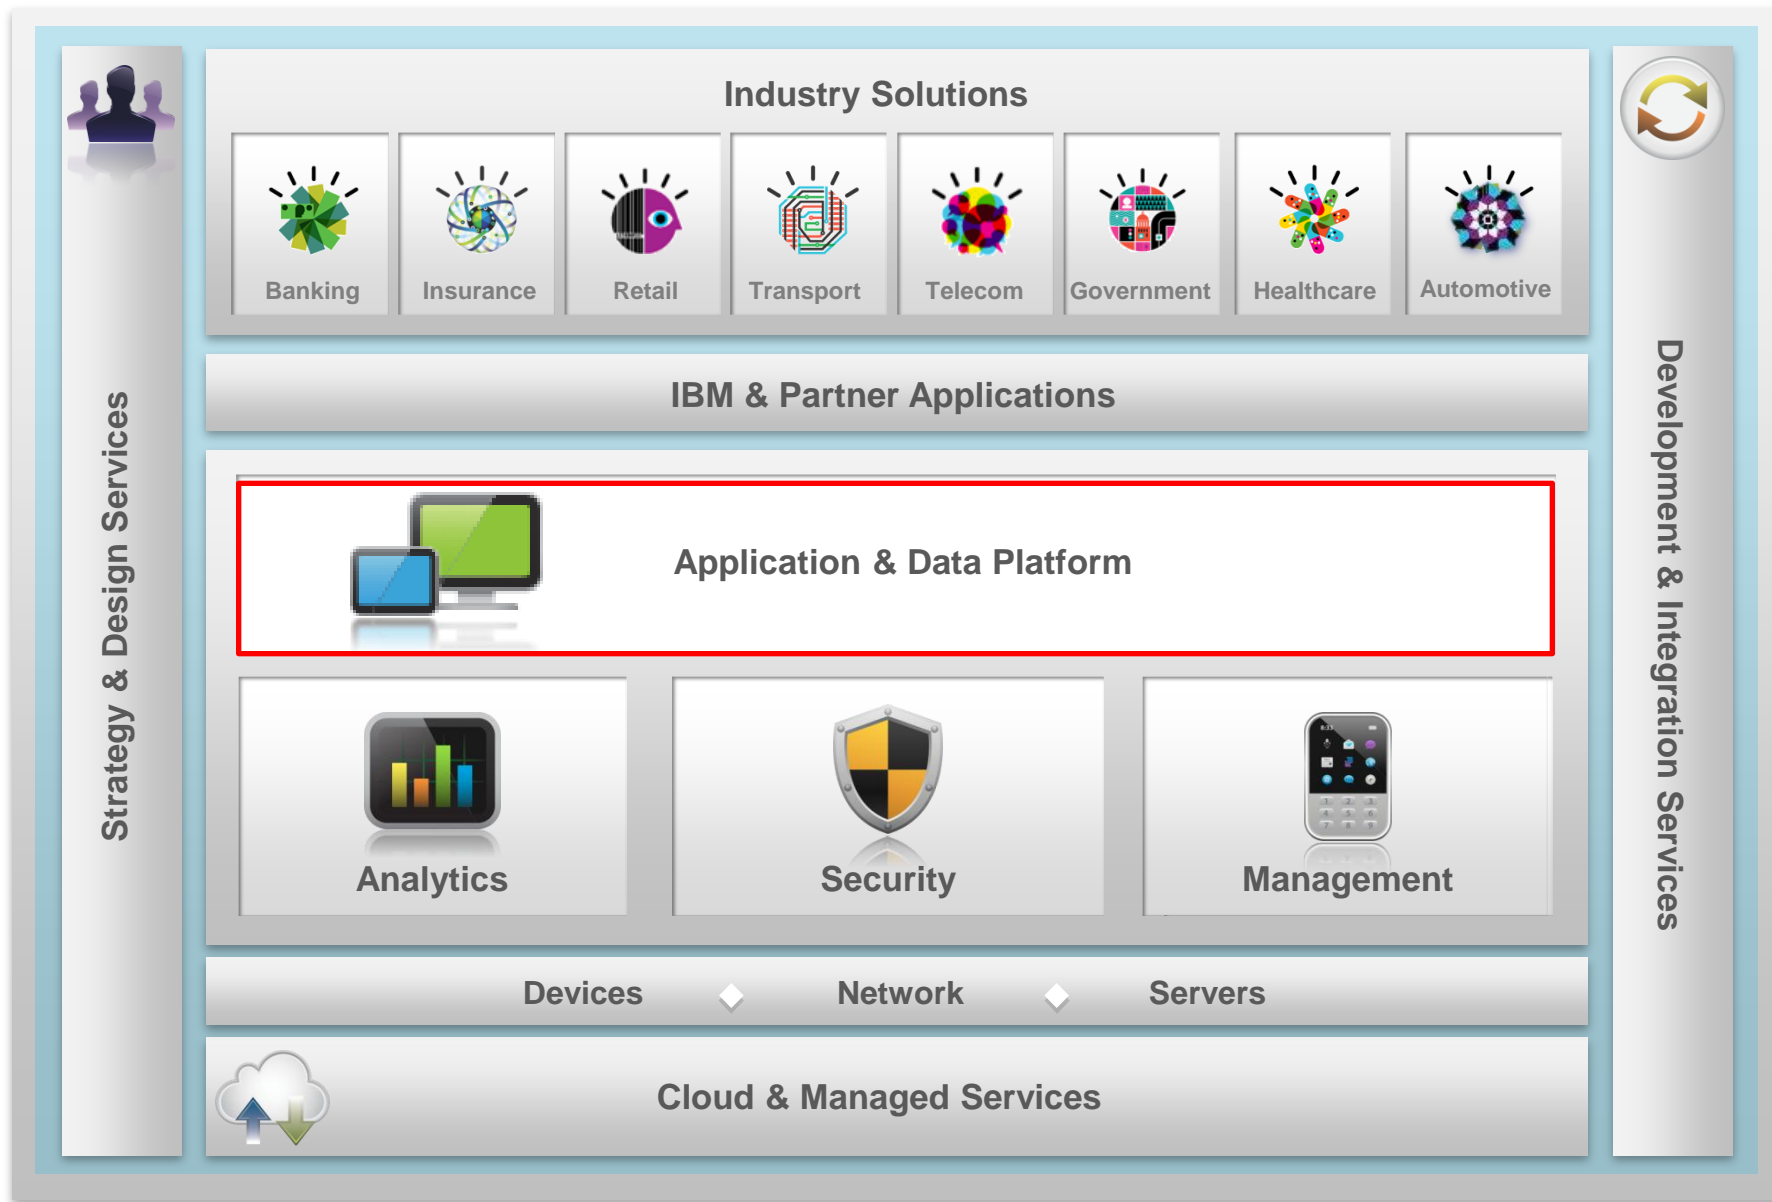 Industry Solutions
Banking
Insurance
Retail
Transport
Telecom
Government
Healthcare
Automotive
IBM & Partner Applications
Strategy & Design Services
Application & Data Platform
Development & Integration Services
Analytics
Security
Management
Devices
Network
Servers
Cloud & Managed Services